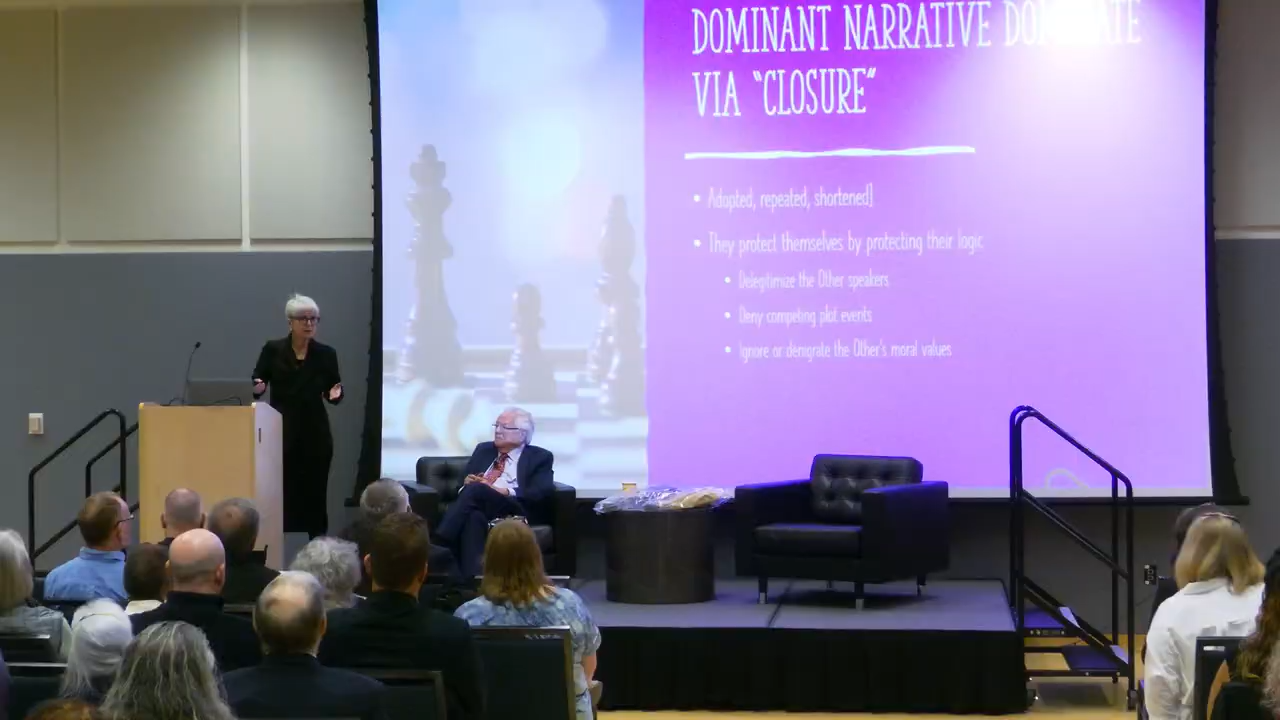 DOMINANT NARRATIVE DOMINATE
VIA "CLOSURE"
• Adopted, repeated, shortened]
• They protect themselves by protecting their logic
• Delegitimize the Other speakers
• Deny competing plot events
• Ignore or denigrate the Other's moral values